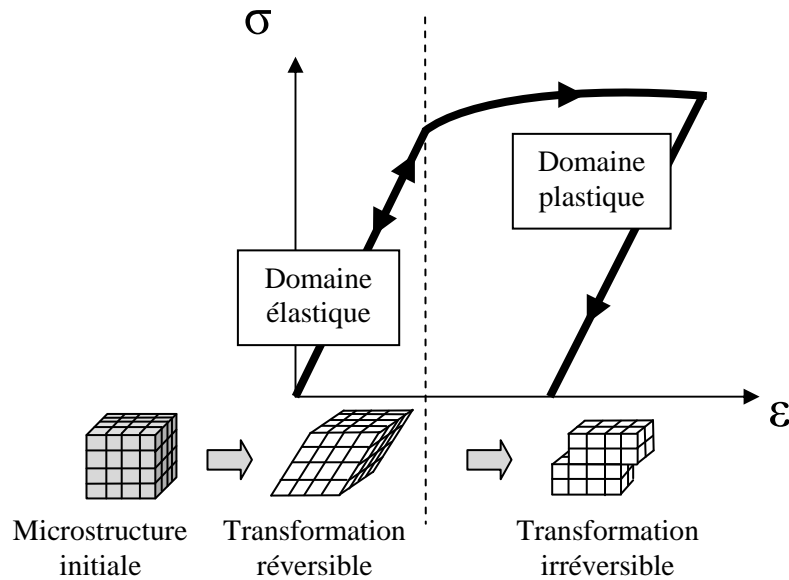 σ
Domaine
plastique
Domaine
élastique
ε
Microstructure
initiale
Transformation
réversible
Transformation
irréversible